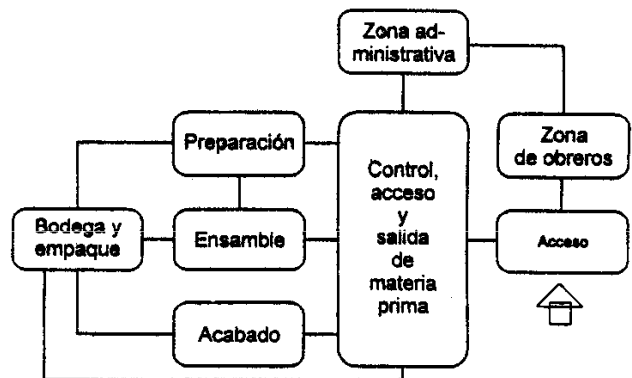 Zona ad-
ministrativa
Preparación
Zona
de obreros
Control,
acceso
y
salida
de
materia
prima
Bodega y
empaque
Ensamble
Acceso
Acabado